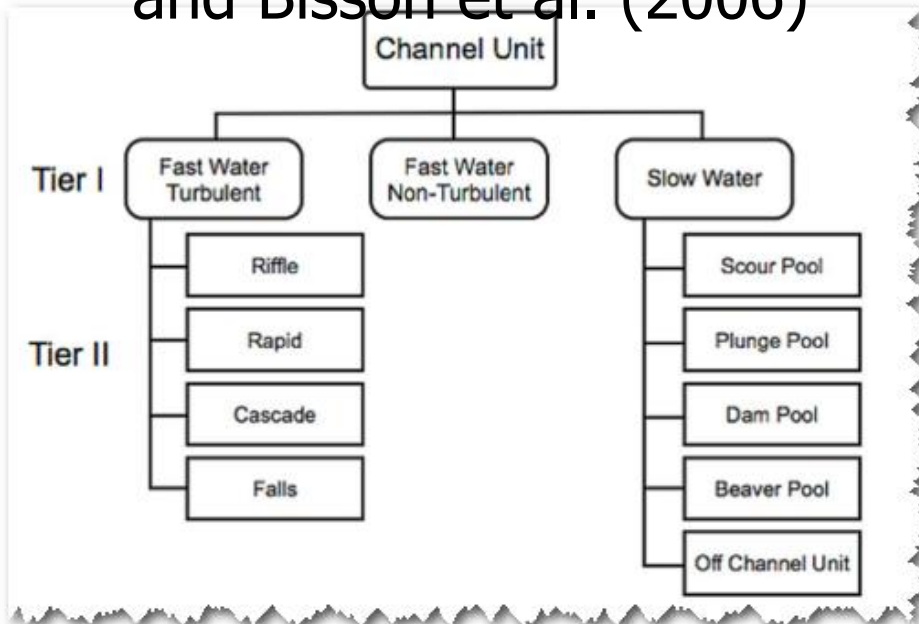 and Bisson et al. (2006)
Channel Unit
Tier I
Fast Water
Turbulent
Fast Water
Non-Turbulent
Slow Water
Tier II
Riffle
Rapid
Cascade
Falls
Scour Pool
Plunge Pool
Dam Pool
Beaver Pool
Off Channel Unit